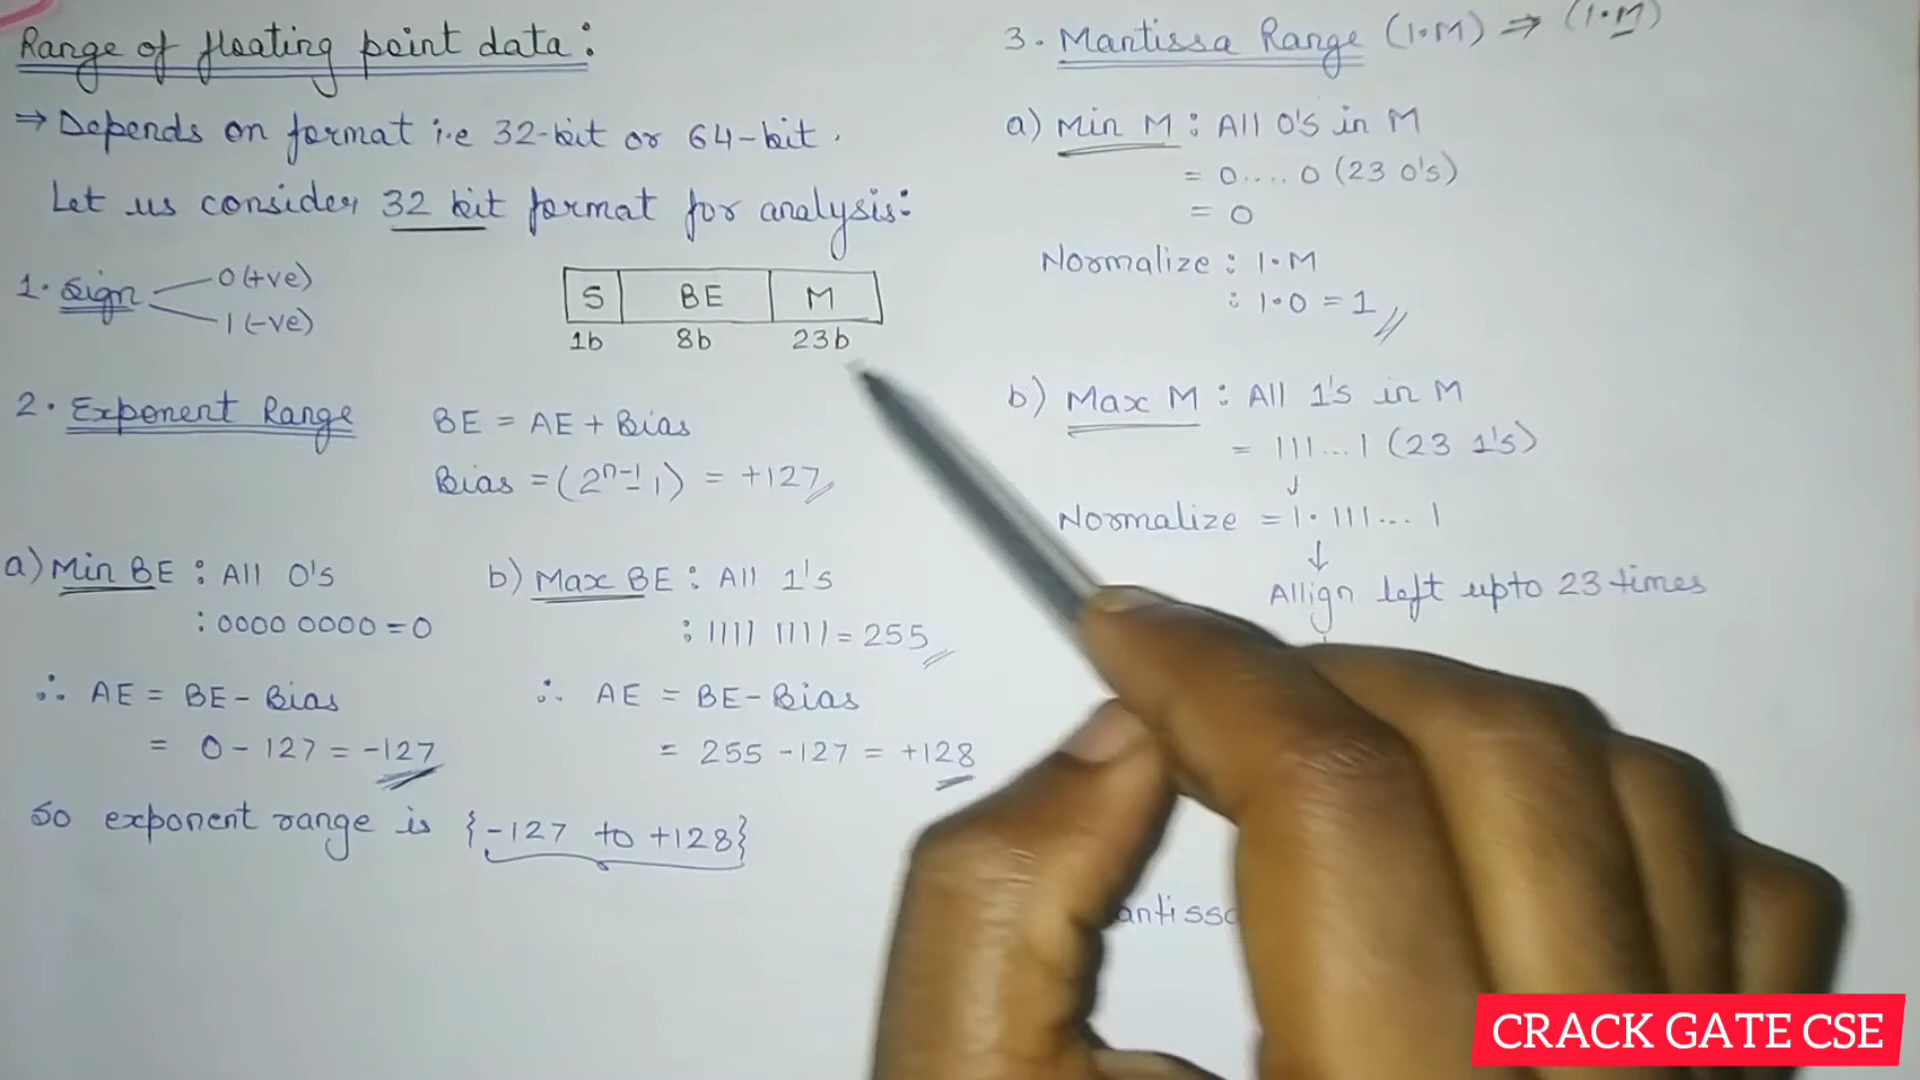 Range of floating point data:
⇒ Depends on format i.e 32-bit or 64-bit.
Let us consider 32 bit format for analysis:
1. Sign
0 (+ve)
1 (-ve)
S BE M
1b 8b 23b
2. Exponent Range
BE = AE + Bias
Bias = (2ⁿ⁻¹ - 1) = +127
a) Min BE : All 0's
: 0000 0000 = 0
∴ AE = BE - Bias
= 0 - 127 = -127
b) Max BE : All 1's
: 1111 1111 = 255
∴ AE = BE - Bias
= 255 - 127 = +128
So exponent range is {-127 to +128}
3. Mantissa Range (1.M) ⇒ (1.M)
a) Min M : All 0's in M
= 0....0 (23 0's)
= 0
Normalize : 1.M
: 1.0 = 1
b) Max M : All 1's in M
= 111...1 (23 1's)
↓
Normalize = 1.111... 1
↓
Allign left upto 23 times
CRACK GATE CSE